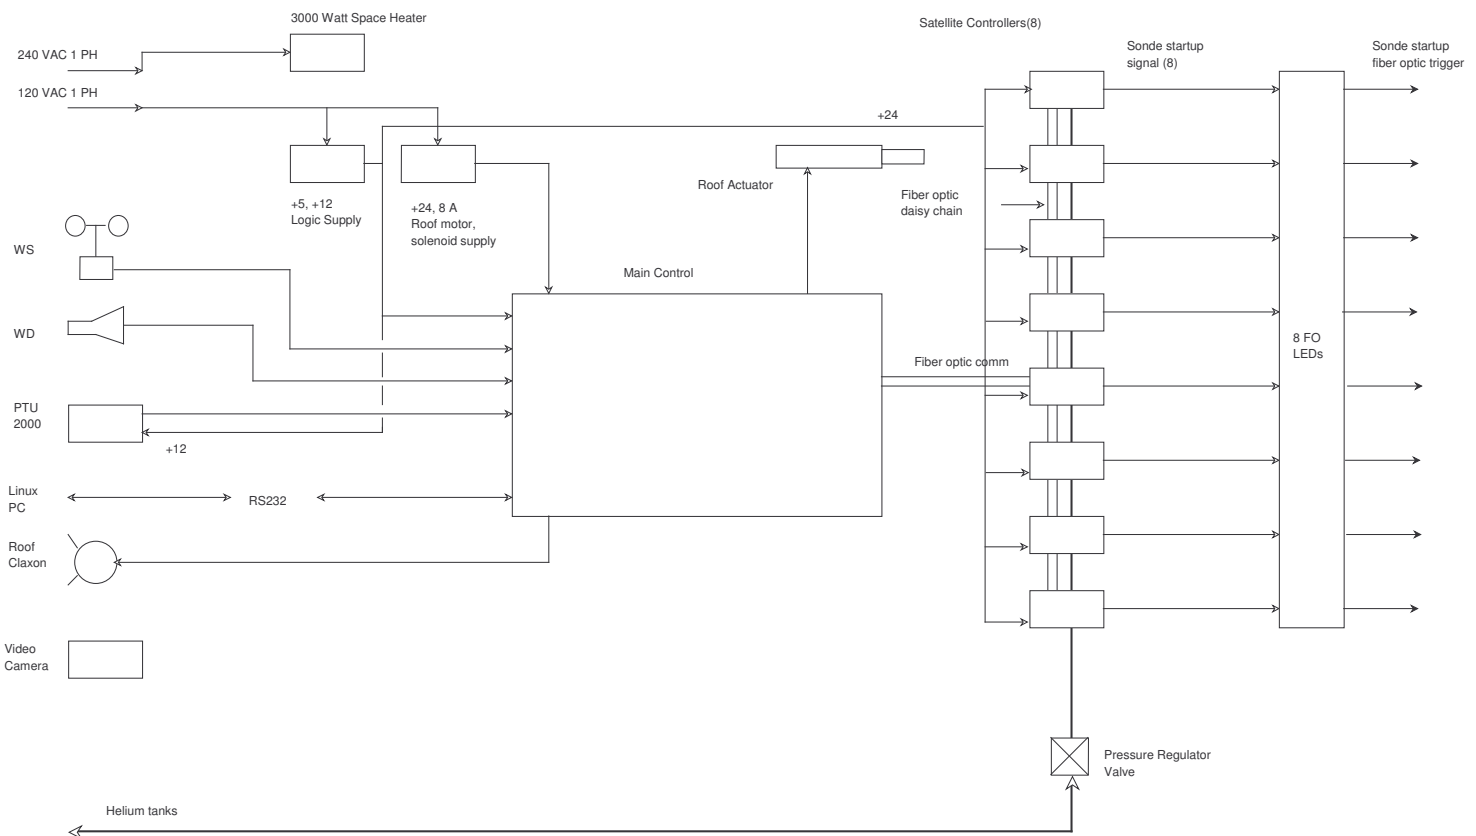 3000 Watt Space Heater
Satellite Controllers(8)
240 VAC 1 PH
Sonde startup
signal (8)
Sonde startup
fiber optic trigger
120 VAC 1 PH
+24
Roof Actuator
Fiber optic
daisy chain
+5, +12
Logic Supply
+24, 8 A
Roof motor,
solenoid supply
WS
Main Control
WD
8 FO
LEDs
Fiber optic comm
PTU
2000
+12
Linux
PC
RS232
Roof
Claxon
Video
Camera
Pressure Regulator
Valve
Helium tanks